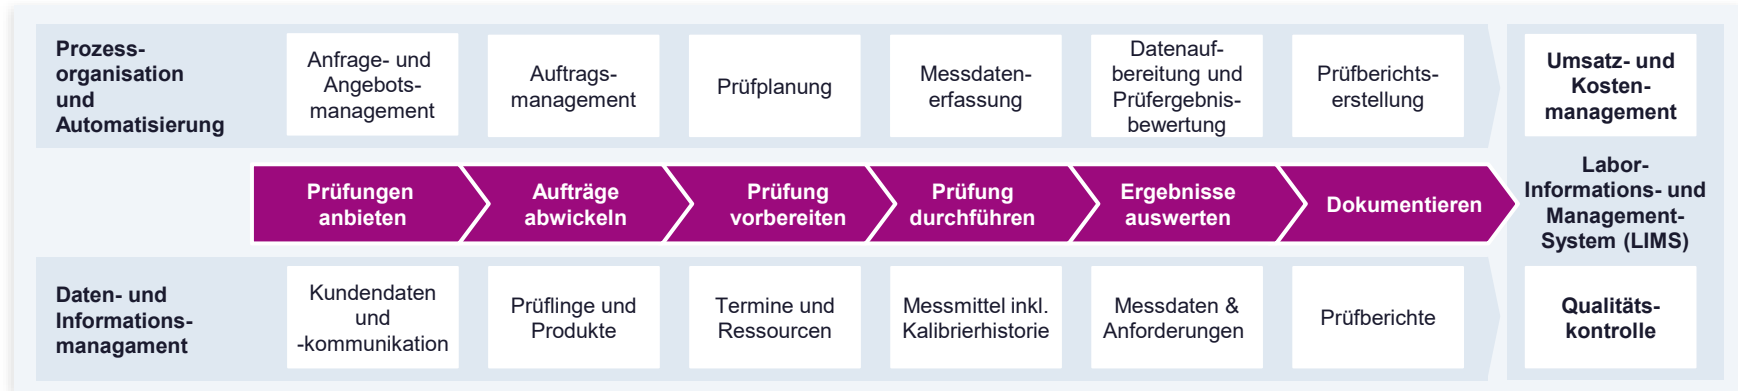 Prozess-
organisation
und
Automatisierung
Anfrage- und
Angebots-
management
Auftrags-
management
Prüfplanung
Messdaten-
erfassung
Datenauf-
bereitung und
Prüfergebnis-
bewertung
Prüfberichts-
erstellung
Umsatz- und
Kosten-
management
Prüfungen
anbieten
Aufträge
abwickeln
Prüfung
vorbereiten
Prüfung
durchführen
Ergebnisse
auswerten
Dokumentieren
Labor-
Informations- und
Management-
System (LIMS)
Daten- und
Informations-
managament
Kundendaten
und
-kommunikation
Prüflinge und
Produkte
Termine und
Ressourcen
Messmittel inkl.
Kalibrierhistorie
Messdaten &
Anforderungen
Prüfberichte
Qualitäts-
kontrolle